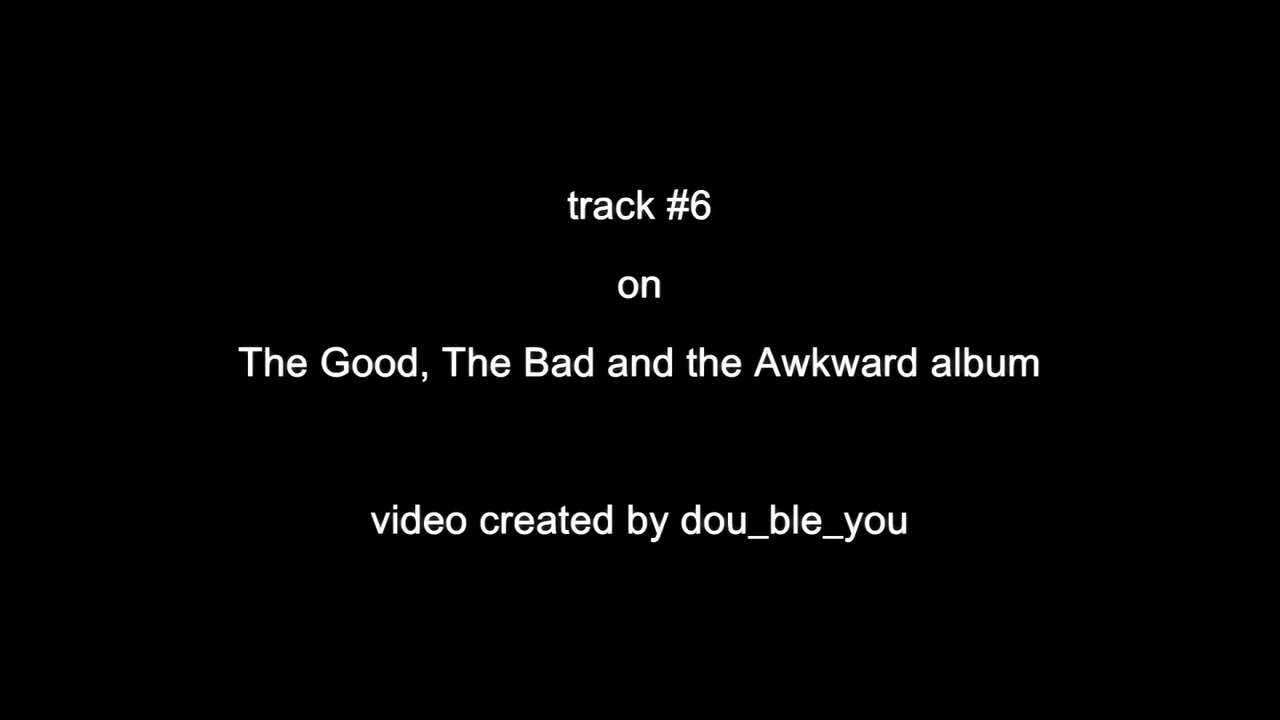 track #6
on
The Good, The Bad and the Awkward album
video created by dou_ble_you